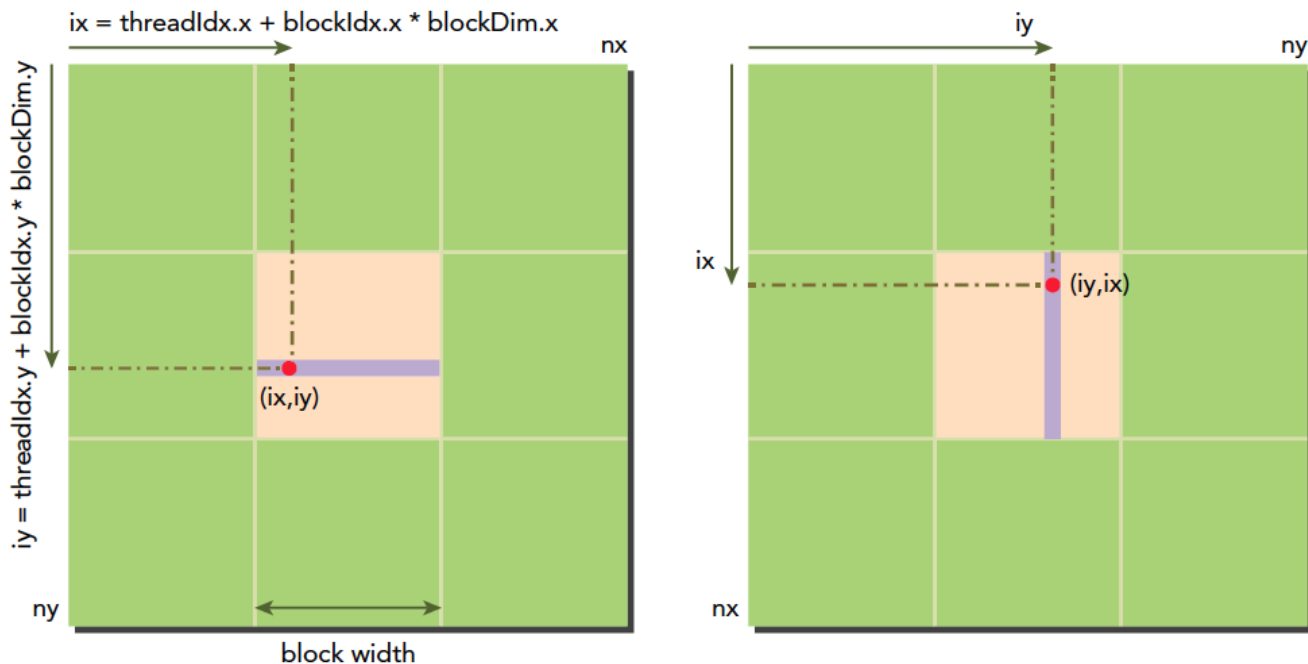 ix = threadIdx.x + blockIdx.x * blockDim.x
nx
iy = threadIdx.y + blockIdx.y * blockDim.y
(ix,iy)
ny
block width
iy
ny
ix
(iy,ix)
nx